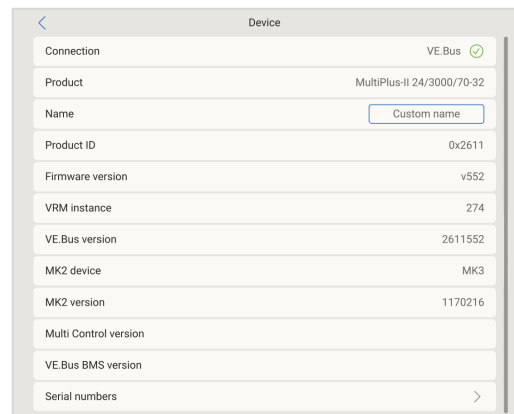 Device
Connection VE.Bus
Product MultiPlus-II 24/3000/70-32
Name Custom name
Product ID 0x2611
Firmware version v552
VRM instance 274
VE.Bus version 2611552
MK2 device MK3
MK2 version 1170216
Multi Control version
VE.Bus BMS version
Serial numbers